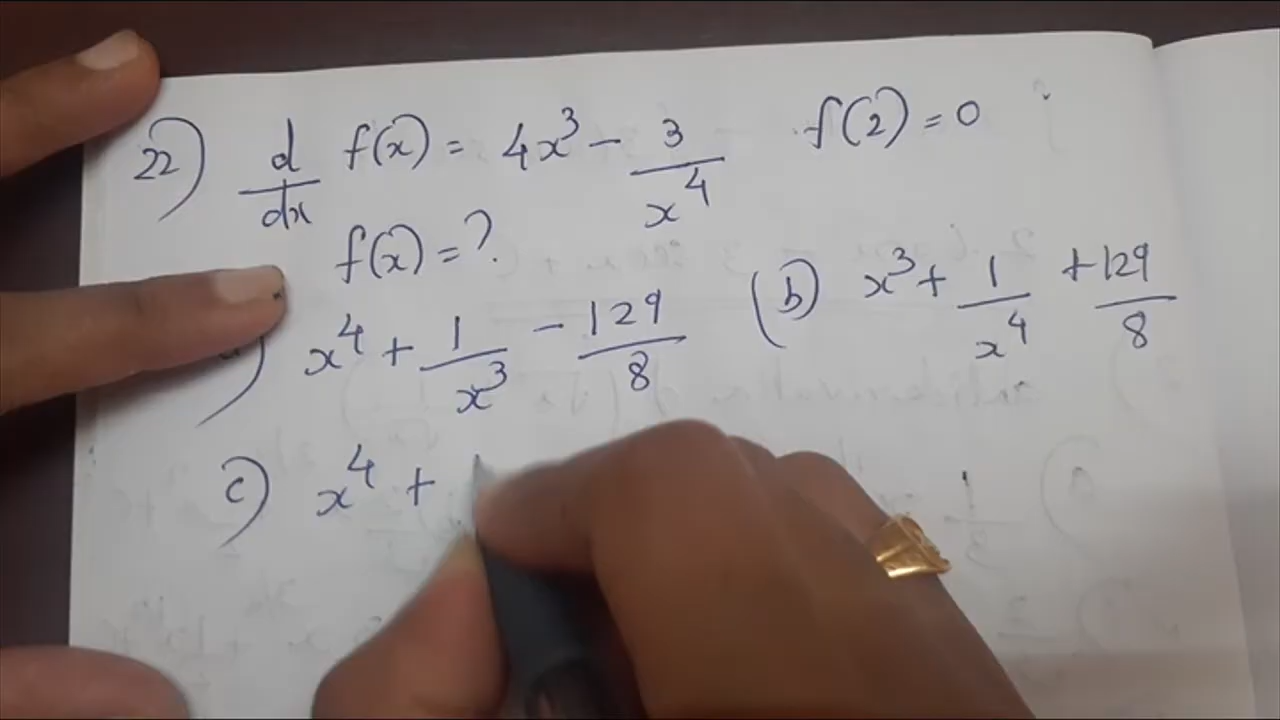 22) d/dx f(x) = 4x³ - 3/x⁴ f(2) = 0
f(x) = ?
a) x⁴ + 1/x³ - 129/8 (b) x³ + 1/x⁴ + 129/8
c) x⁴ +